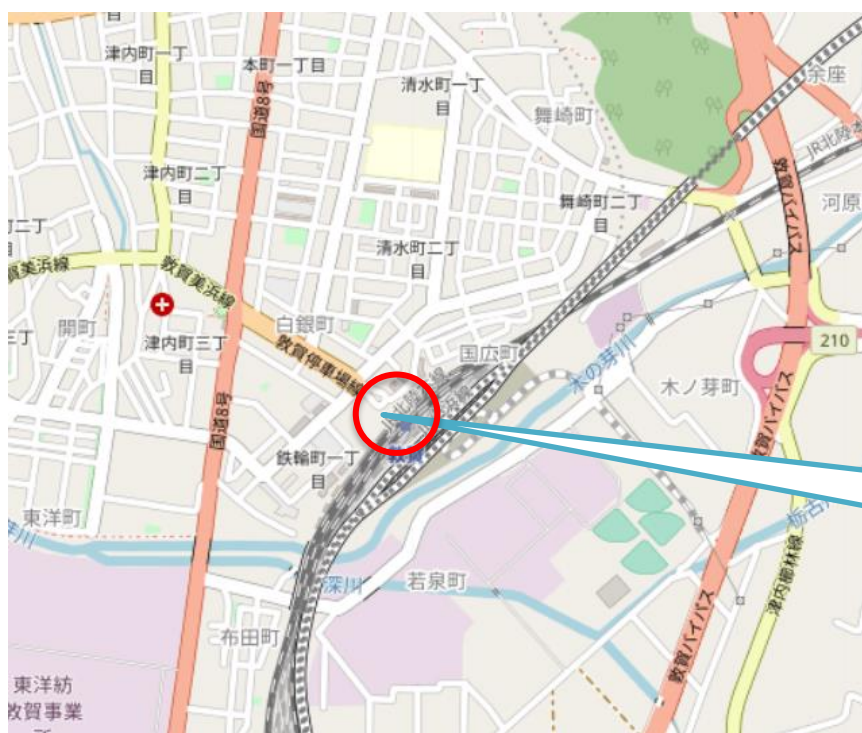 目
津内町一丁
目
本町一丁目
国道8号
清水町一丁
目
舞崎町
余座
津内町二丁
目
舞崎町二丁
目
河原
清水町二丁
目
敦賀美浜線
白銀町
敦賀停車場線
国広町
木の芽川
210
開町
津内町三丁
目
木ノ芽町
国道8号
鉄輪町一丁
目
敦賀
敦賀バイパス
東洋町
深川
若泉町
津内櫛林線
布田町
敦賀バイパス
東洋紡
敦賀事業